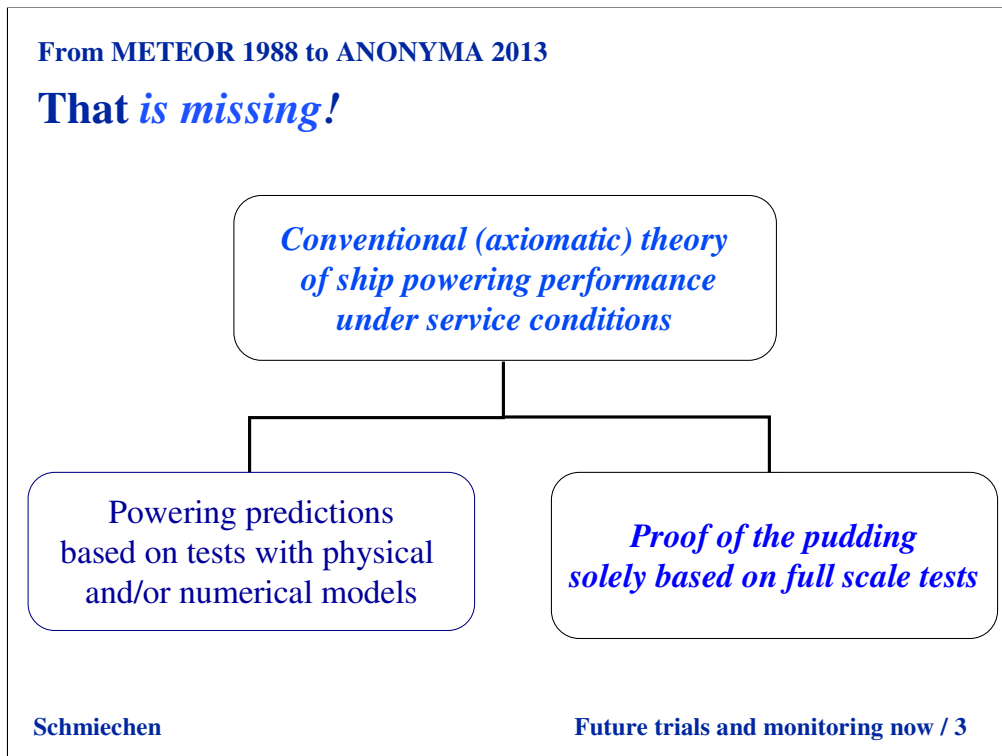 From METEOR 1988 to ANONYMA 2013
That is missing!
Conventional (axiomatic) theory
of ship powering performance
under service conditions
Powering predictions
based on tests with physical
and/or numerical models
Proof of the pudding
solely based on full scale tests
Schmiechen
Future trials and monitoring now / 3